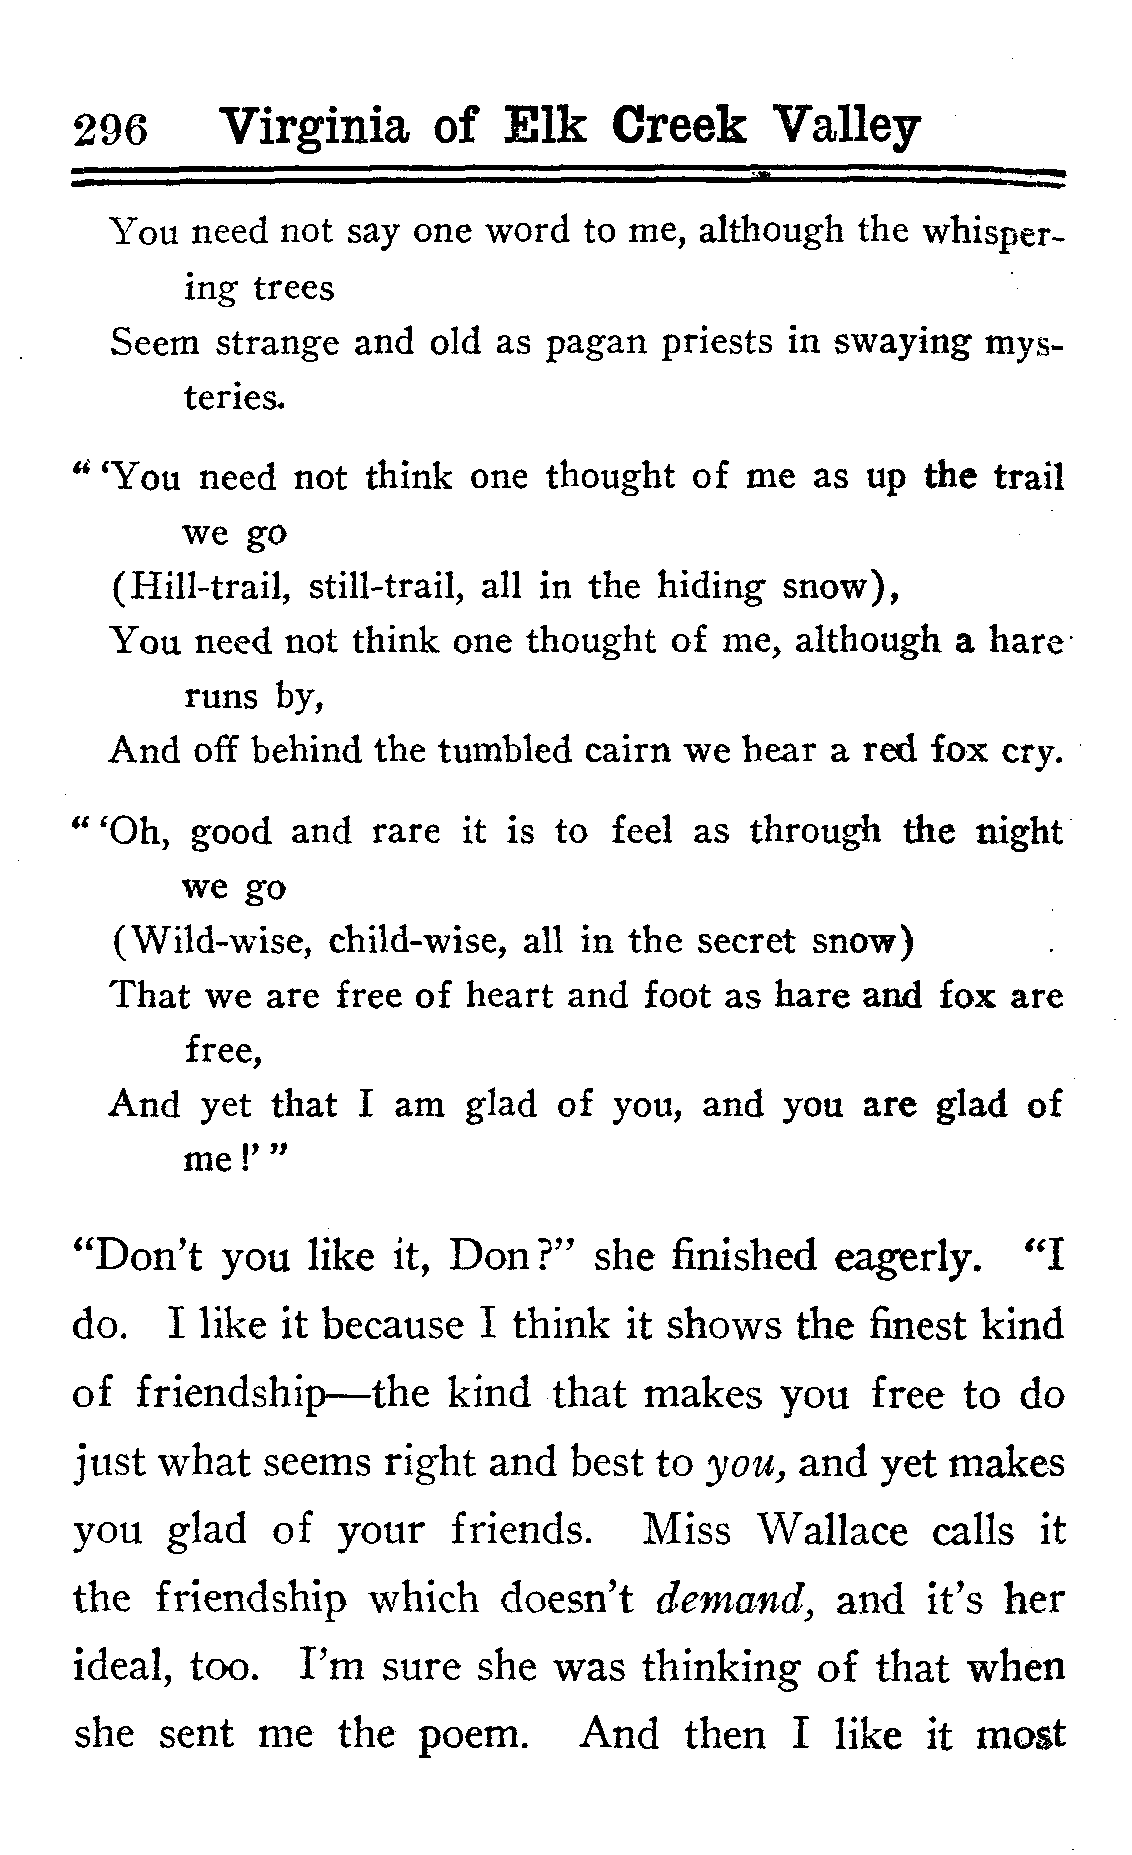 296 Virginia of Elk Creek Valley
You need not say one word to me, although the whisper-
ing trees
Seem strange and old as pagan priests in swaying mys-
teries.
“ ‘You need not think one thought of me as up the trail
we go
(Hill-trail, still-trail, all in the hiding snow),
You need not think one thought of me, although a hare
runs by,
And off behind the tumbled cairn we hear a red fox cry.
“ ‘Oh, good and rare it is to feel as through the night
we go
(Wild-wise, child-wise, all in the secret snow)
That we are free of heart and foot as hare and fox are
free,
And yet that I am glad of you, and you are glad of
me!’ ”
“Don’t you like it, Don?” she finished eagerly. “I
do. I like it because I think it shows the finest kind
of friendship—the kind that makes you free to do
just what seems right and best to you, and yet makes
you glad of your friends. Miss Wallace calls it
the friendship which doesn’t demand, and it’s her
ideal, too. I’m sure she was thinking of that when
she sent me the poem. And then I like it most